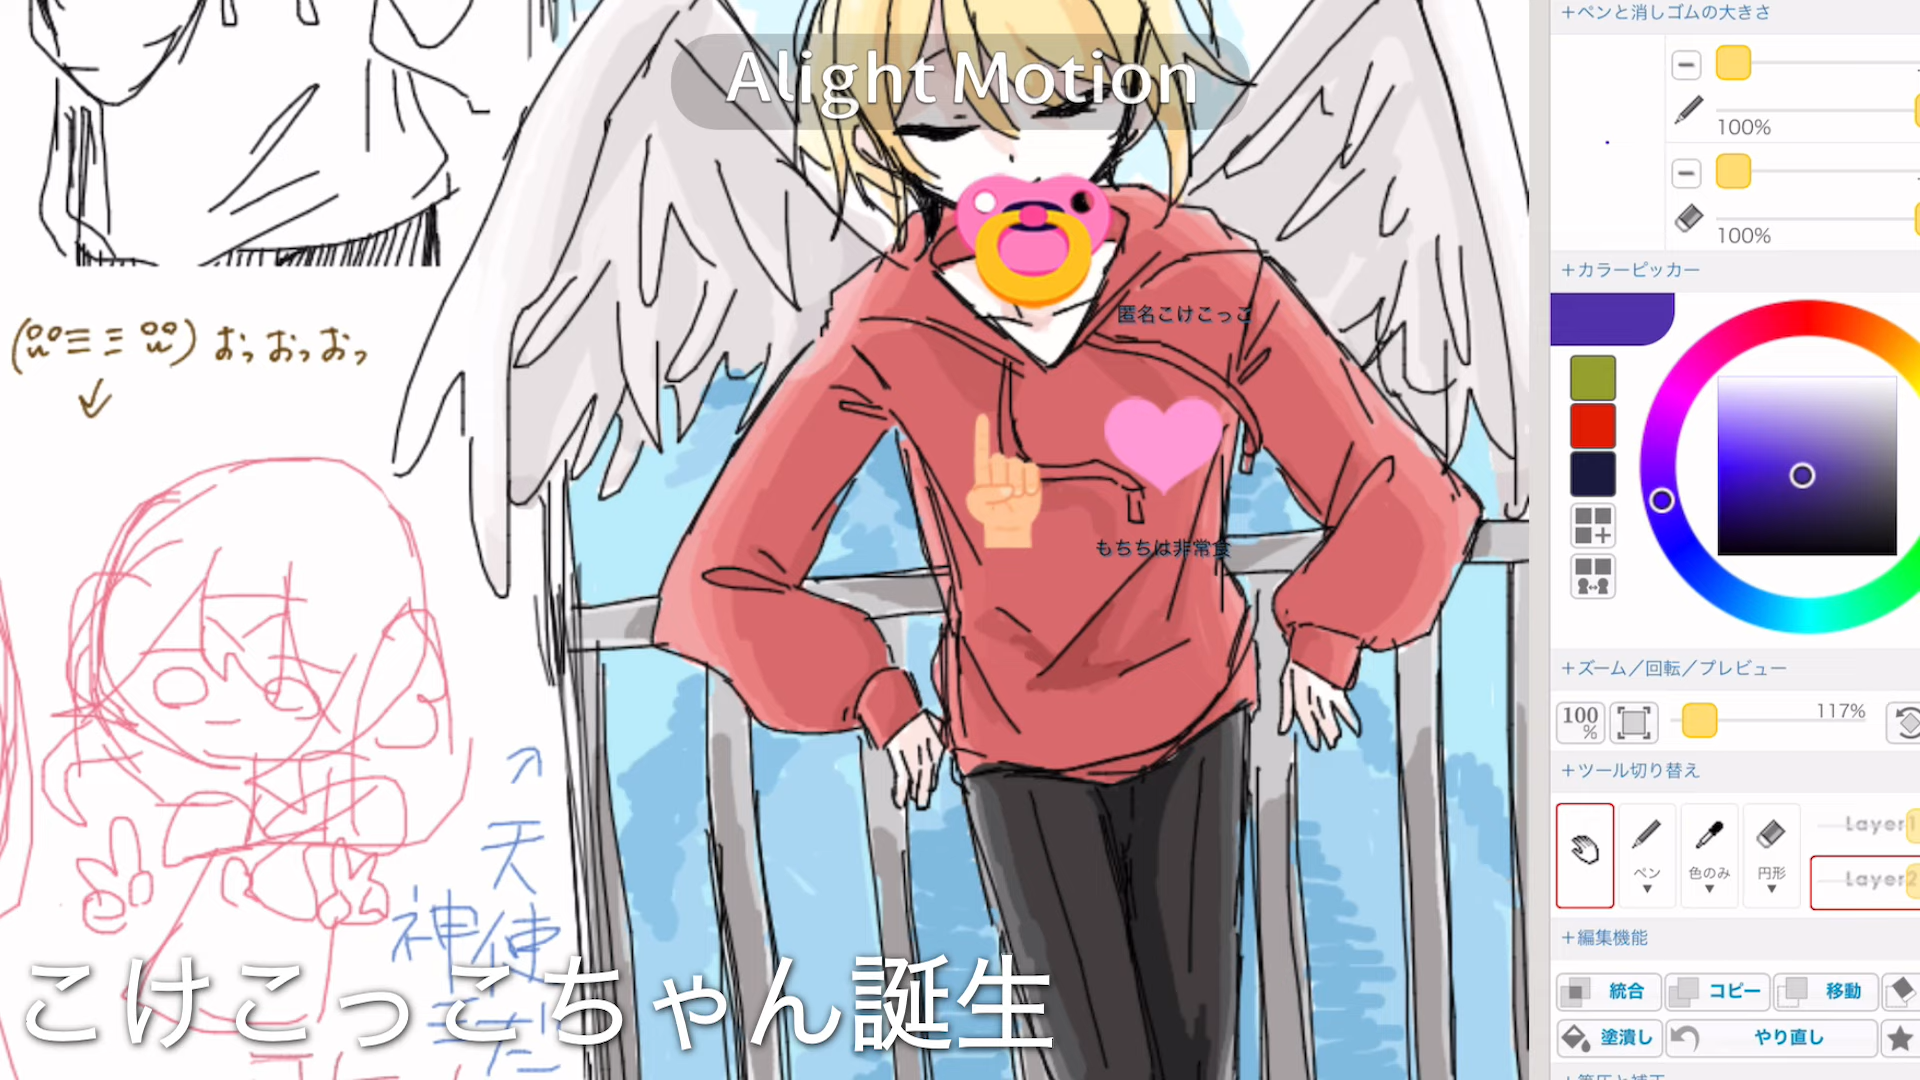 Alight Motion
(ºº≡ ≡ ºº) おっおっおっ
匿名こけこっこ
もちちは非常食
天使
神
こけこっこちゃん誕生
+ペンと消しゴムの大きさ
100%
100%
+カラーピッカー
+ズーム/回転/プレビュー
100%
117%
+ツール切り替え
ペン
色のみ
円形
Layer1
Layer2
+編集機能
統合
コピー
移動
塗潰し
やり直し